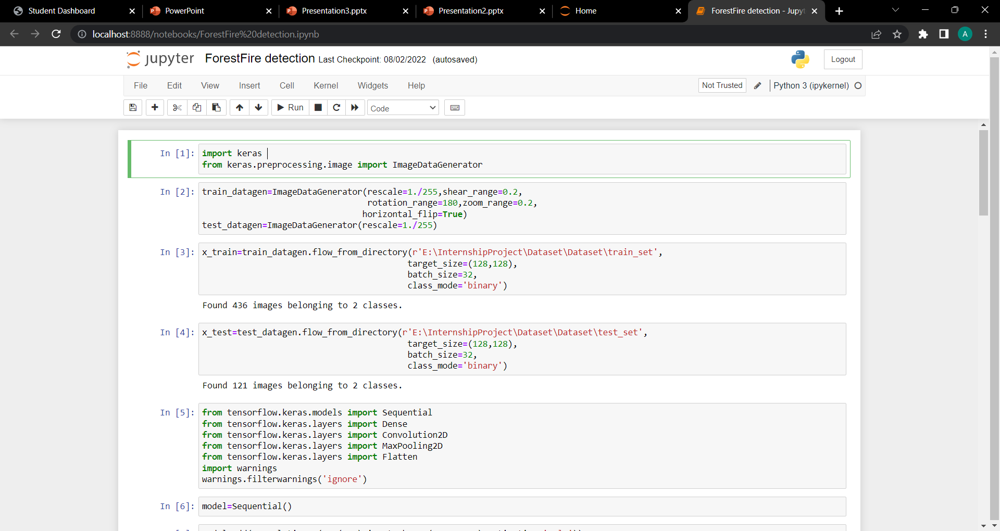 Student Dashboard
PowerPoint
Presentation3.pptx
Presentation2.pptx
Home
ForestFire detection - Jupyt
localhost:8888/notebooks/ForestFire%20detection.ipynb
A
jupyter ForestFire detection Last Checkpoint: 08/02/2022 (autosaved)
Logout
File Edit View Insert Cell Kernel Widgets Help
Not Trusted
Python 3 (ipykernel)
Run
Code
In [1]: import keras
from keras.preprocessing.image import ImageDataGenerator
In [2]: train_datagen=ImageDataGenerator(rescale=1./255,shear_range=0.2,
rotation_range=180,zoom_range=0.2,
horizontal_flip=True)
test_datagen=ImageDataGenerator(rescale=1./255)
In [3]: x_train=train_datagen.flow_from_directory(r'E:\InternshipProject\Dataset\Dataset\train_set',
target_size=(128,128),
batch_size=32,
class_mode='binary')
Found 436 images belonging to 2 classes.
In [4]: x_test=test_datagen.flow_from_directory(r'E:\InternshipProject\Dataset\Dataset\test_set',
target_size=(128,128),
batch_size=32,
class_mode='binary')
Found 121 images belonging to 2 classes.
In [5]: from tensorflow.keras.models import Sequential
from tensorflow.keras.layers import Dense
from tensorflow.keras.layers import Convolution2D
from tensorflow.keras.layers import MaxPooling2D
from tensorflow.keras.layers import Flatten
import warnings
warnings.filterwarnings('ignore')
In [6]: model=Sequential()